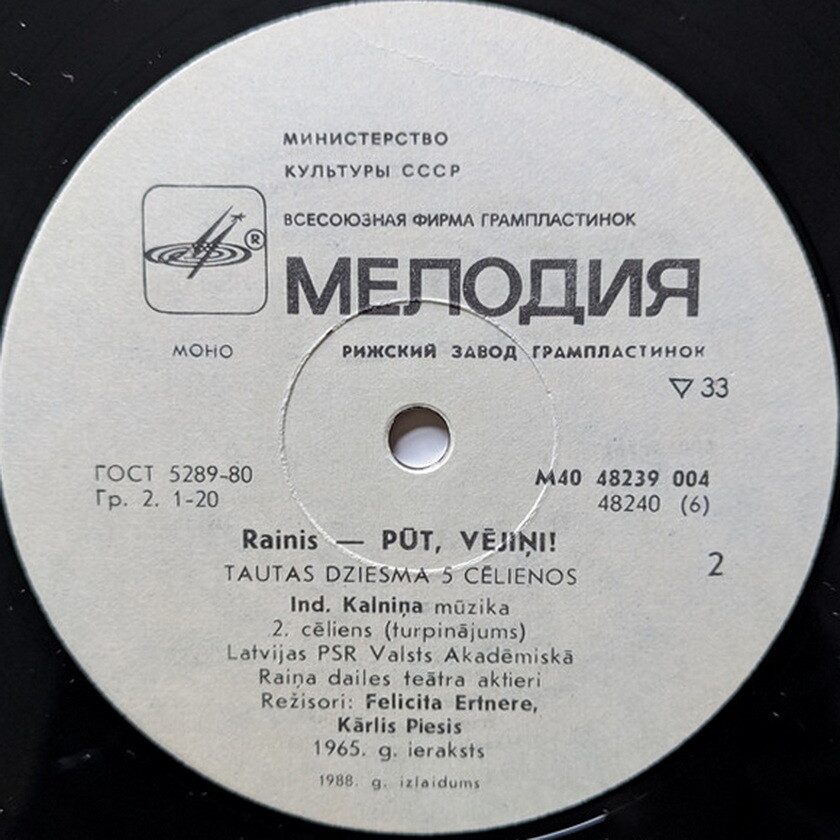 МИНИСТЕРСТВО
КУЛЬТУРЫ СССР
ВСЕСОЮЗНАЯ ФИРМА ГРАМПЛАСТИНОК
®
МЕЛОДИЯ
МОНО
РИЖСКИЙ ЗАВОД ГРАМПЛАСТИНОК
▽ 33
ГОСТ 5289-80
Гр. 2. 1-20
М40 48239 004
48240 (6)
Rainis — PŪT, VĒJIŅI!
TAUTAS DZIESMA 5 CĒLIENOS
2
Ind. Kalniņa mūzika
2. cēliens (turpinājums)
Latvijas PSR Valsts Akadēmiskā
Raiņa dailes teātra aktieri
Režisori: Felicita Ertnere,
Kārlis Piesis
1965. g. ieraksts
1988. g. izlaidums